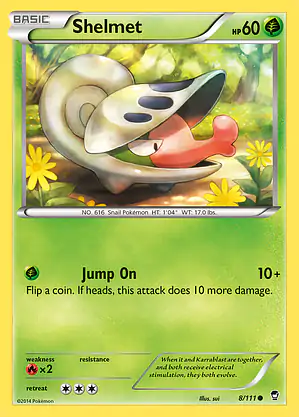 BASIC
Shelmet
HP60
NO. 616 Snail Pokémon HT. 1'04" WT: 17.0 lbs.
Jump On 10+
Flip a coin. If heads, this attack does 10 more damage.
weakness resistance
×2
retreat
When it and Karrablast are together,
and both receive electrical
stimulation, they both evolve.
Illus. sui 8/111
©2014 Pokémon